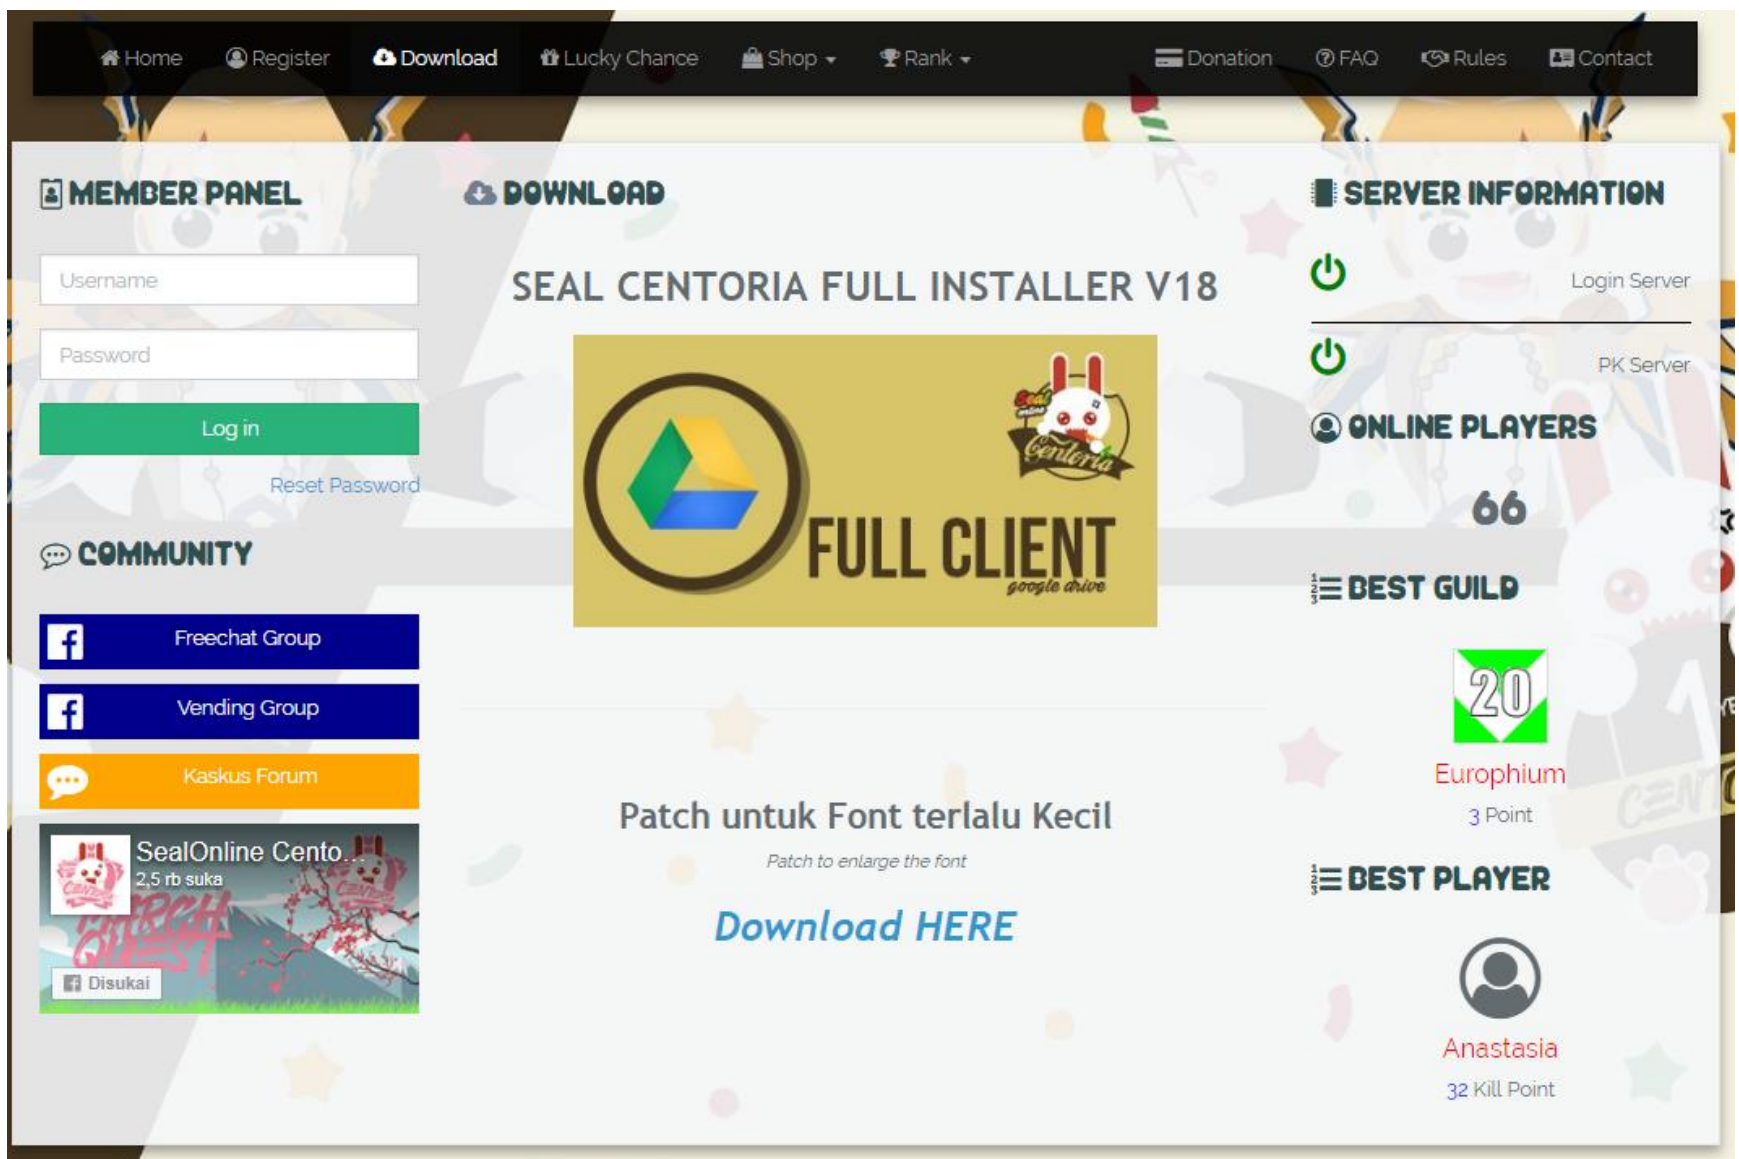 Home Register Download Lucky Chance Shop Rank Donation FAQ Rules Contact
MEMBER PANEL
Username
Password
Log in
Reset Password
COMMUNITY
Freechat Group
Vending Group
Kaskus Forum
SealOnline Cento...
2,5 rb suka
CENTORIA
MARCH
QUEST
Disukai
DOWNLOAD
SEAL CENTORIA FULL INSTALLER V18
Seal
online
Centoria
FULL CLIENT
google drive
Patch untuk Font terlalu Kecil
Patch to enlarge the font
Download HERE
SERVER INFORMATION
Login Server
PK Server
ONLINE PLAYERS
66
BEST GUILD
20
Europhium
3 Point
BEST PLAYER
Anastasia
32 Kill Point